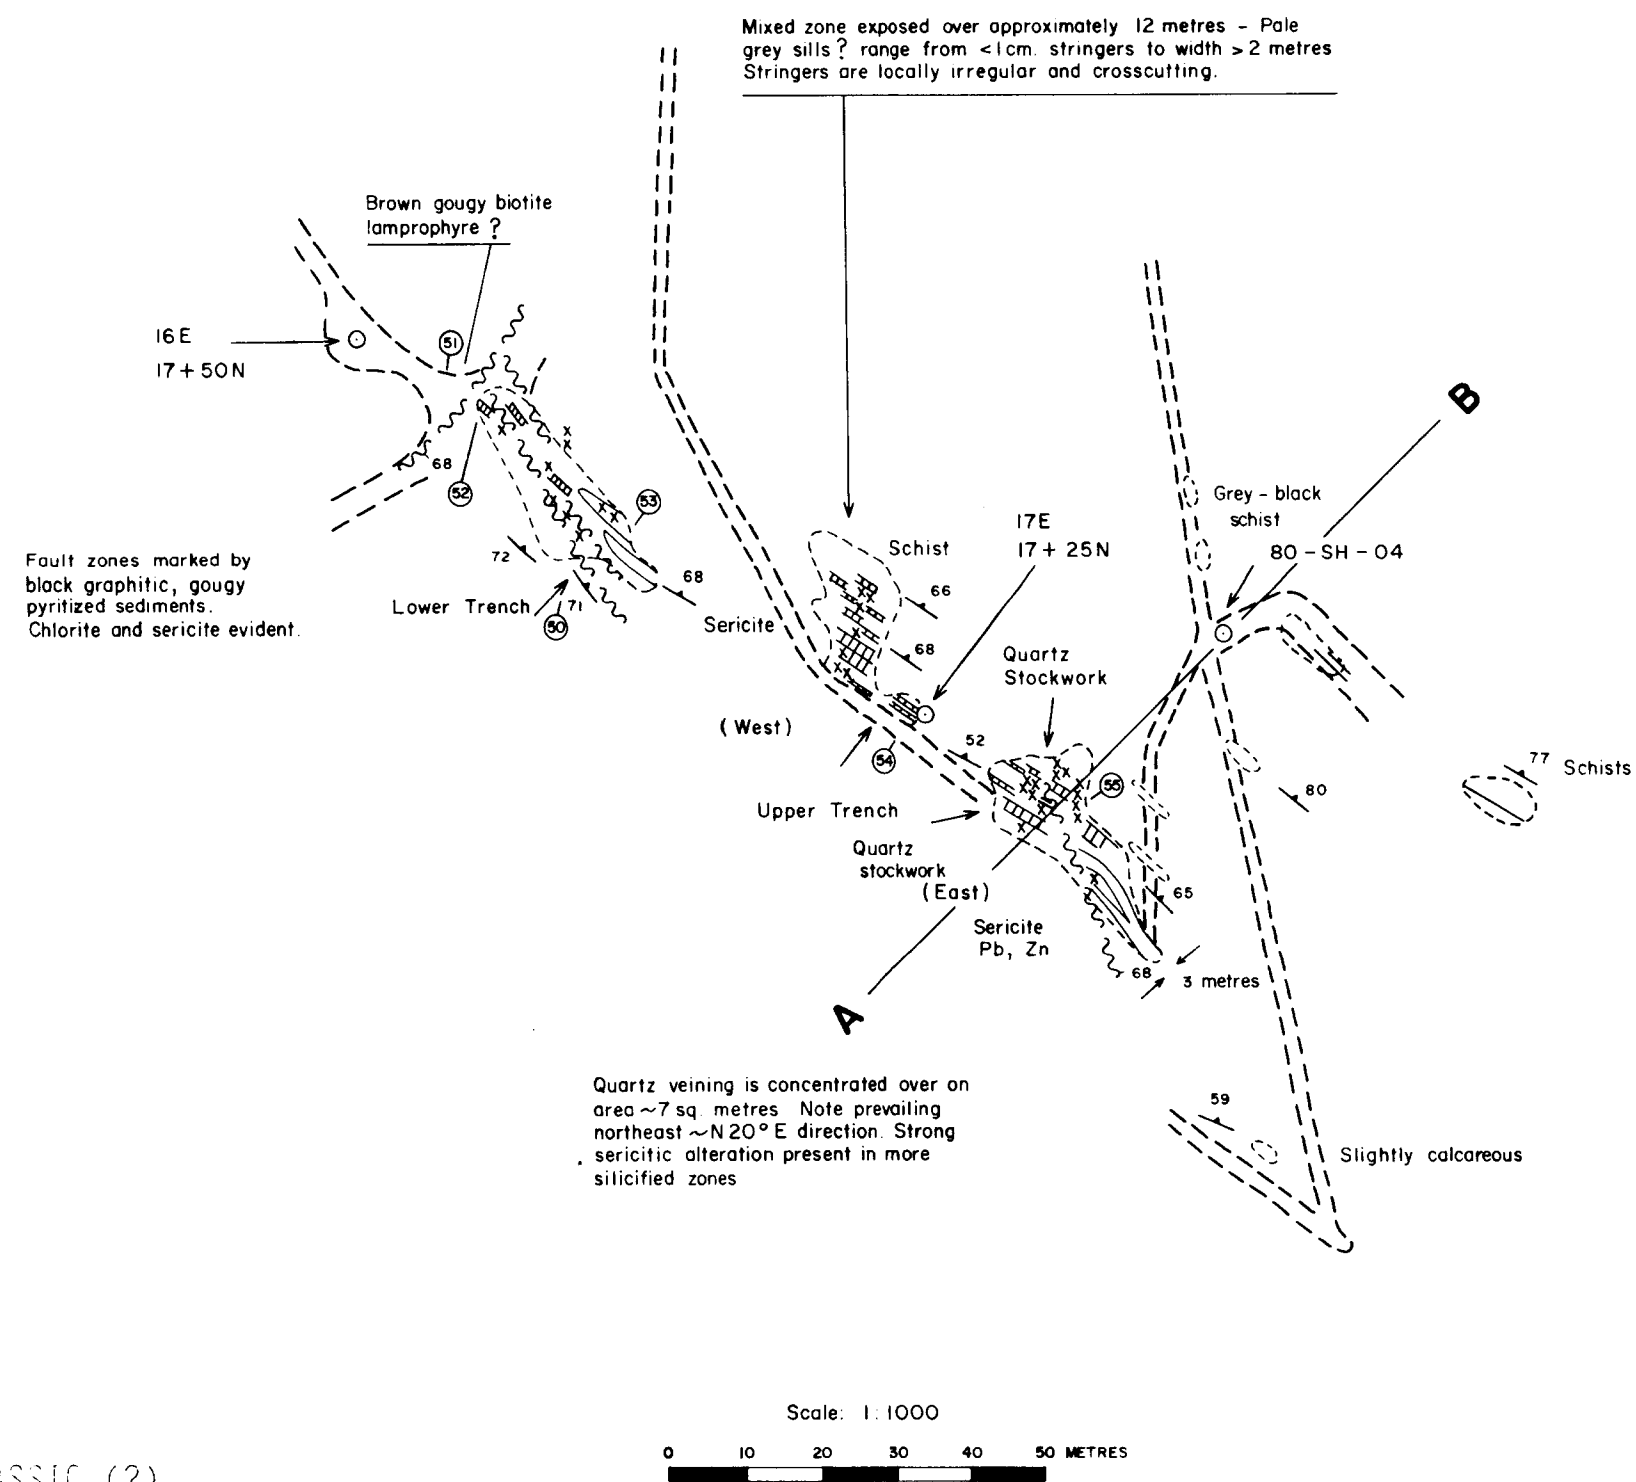 Mixed zone exposed over approximately 12 metres - Pale
grey sills? range from <1cm. stringers to width >2 metres
Stringers are locally irregular and crosscutting.
Brown gougy biotite
lamprophyre ?
16E
17+50N
51
B
68
52
53
Grey-black
schist
17E
17+25N
80-SH-04
Schist
72
66
Fault zones marked by
black graphitic, gougy
pyritized sediments.
Chlorite and sericite evident.
68
Lower Trench
71
50
Sericite
68
Quartz
Stockwork
(West)
52
54
77 Schists
55
80
Upper Trench
Quartz
stockwork
(East)
65
Sericite
Pb, Zn
68
3 metres
A
Quartz veining is concentrated over an
area ~7 sq. metres Note prevailing
northeast ~N20°E direction. Strong
sericitic alteration present in more
silicified zones
59
Slightly calcareous
Scale: 1:1000
0 10 20 30 40 50 METRES